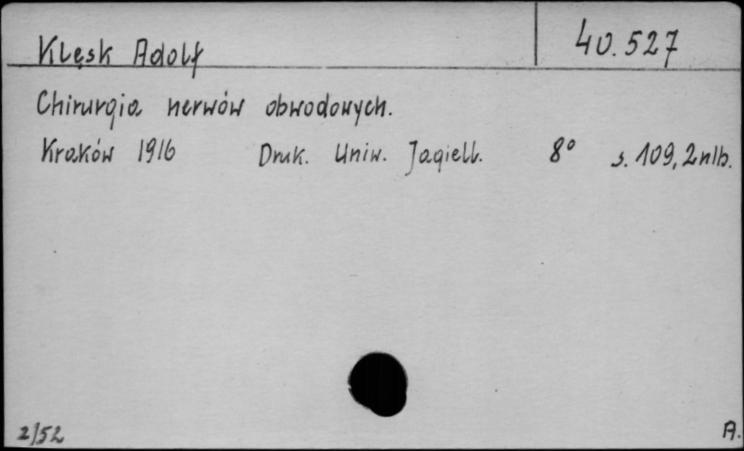 Klęsk Adolf 40.527
Chirurgia nerwów obwodowych.
Kraków 1916 Druk. Uniw. Jagiell. 8° s. 109, 2 nlb.
2/52 A.